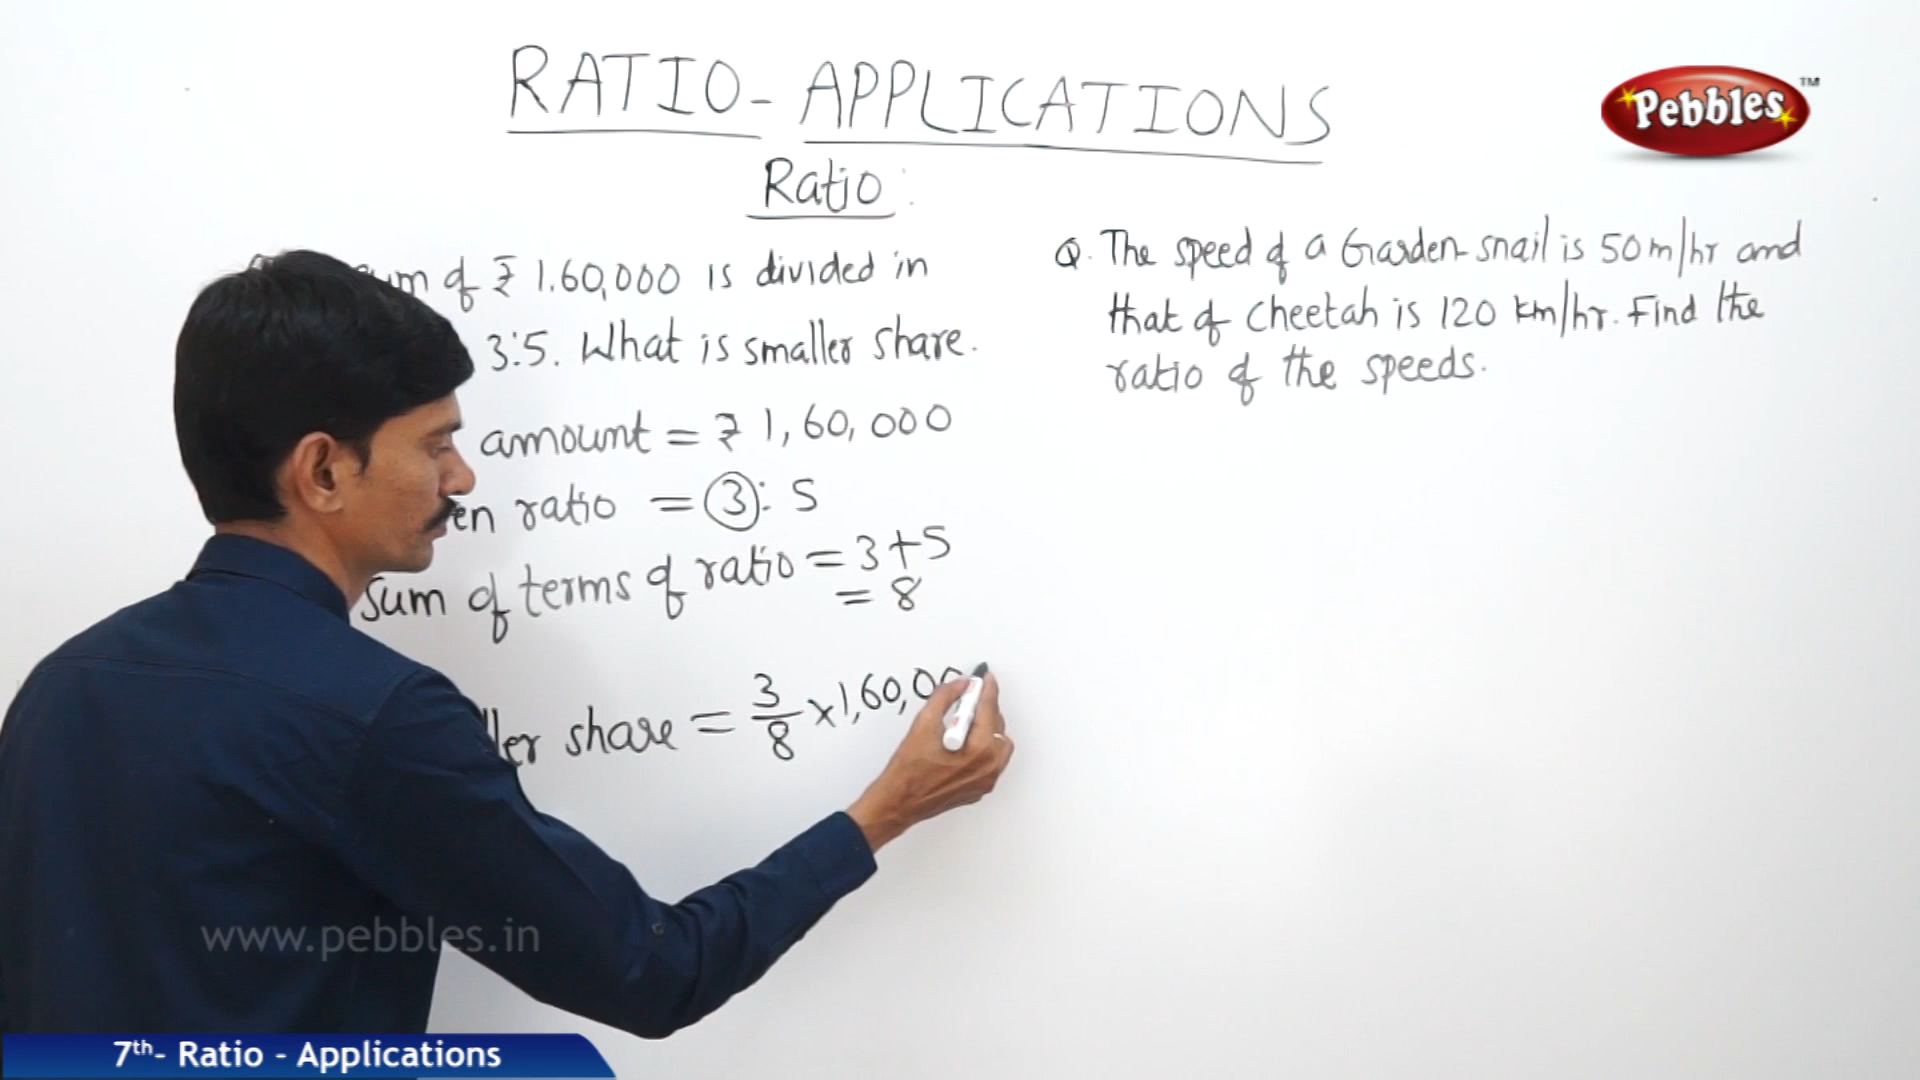 RATIO - APPLICATIONS
Ratio :
of ₹ 1.60,000 is divided in
3:5. What is smaller share.
amount = ₹ 1,60,000
ratio = 3 : 5
Sum of terms of ratio = 3+5
= 8
share = 3/8 × 1,60,00
Q. The speed of a Garden snail is 50 m/hr and
that of cheetah is 120 km/hr. Find the
ratio of the speeds.
Pebbles™
www.pebbles.in
7th- Ratio - Applications